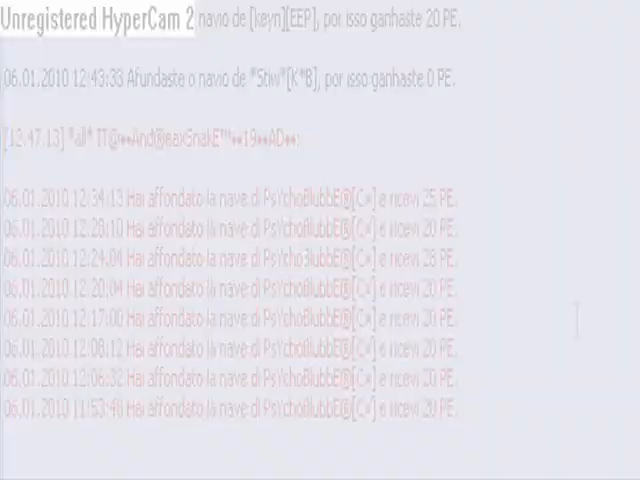 Unregistered HyperCam 2 navio de [keyn][EEP], por isso ganhaste 20 PE.
06.01.2010 12:43:33 Afundaste o navio de *Stiw*[K*B], por isso ganhaste 0 PE.
[12.47.13] *all*
06.01.2010 12:34:13 Hai affondato la nave di PsYchoBlubbE®[C×] e ricevi 25 PE.
06.01.2010 12:28:10 Hai affondato la nave di PsYchoBlubbE®[C×] e ricevi 20 PE.
06.01.2010 12:24:04 Hai affondato la nave di PsYchoBlubbE®[C×] e ricevi 28 PE.
06.01.2010 12:20:04 Hai affondato la nave di PsYchoBlubbE®[C×] e ricevi 20 PE.
06.01.2010 12:17:00 Hai affondato la nave di PsYchoBlubbE®[C×] e ricevi 20 PE.
06.01.2010 12:08:12 Hai affondato la nave di PsYchoBlubbE®[C×] e ricevi 20 PE.
06.01.2010 12:06:32 Hai affondato la nave di PsYchoBlubbE®[C×] e ricevi 20 PE.
06.01.2010 11:53:48 Hai affondato la nave di PsYchoBlubbE®[C×] e ricevi 20 PE.